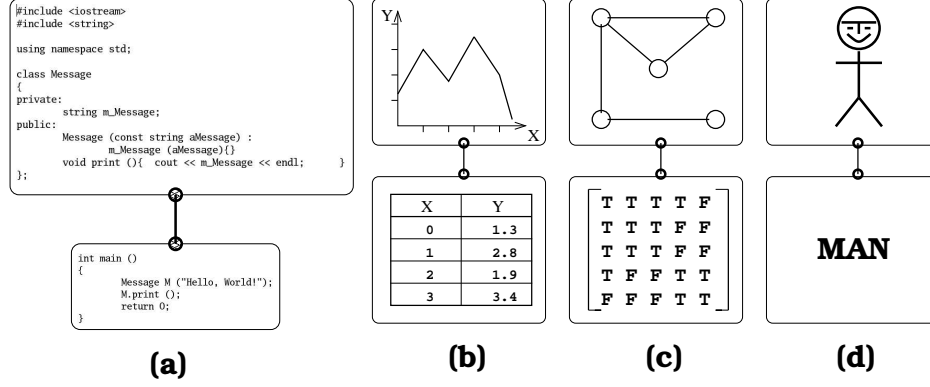 #include <iostream>
#include <string>
using namespace std;
class Message
{
private:
string m_Message;
public:
Message (const string aMessage) :
m_Message (aMessage){}
void print (){ cout << m_Message << endl; }
};
int main ()
{
Message M ("Hello, World!");
M.print ();
return 0;
}
(a)
Y
X
X Y
0 1.3
1 2.8
2 1.9
3 3.4
(b)
T T T T F
T T T F F
T T T F F
T F F T T
F F F T T
(c)
MAN
(d)